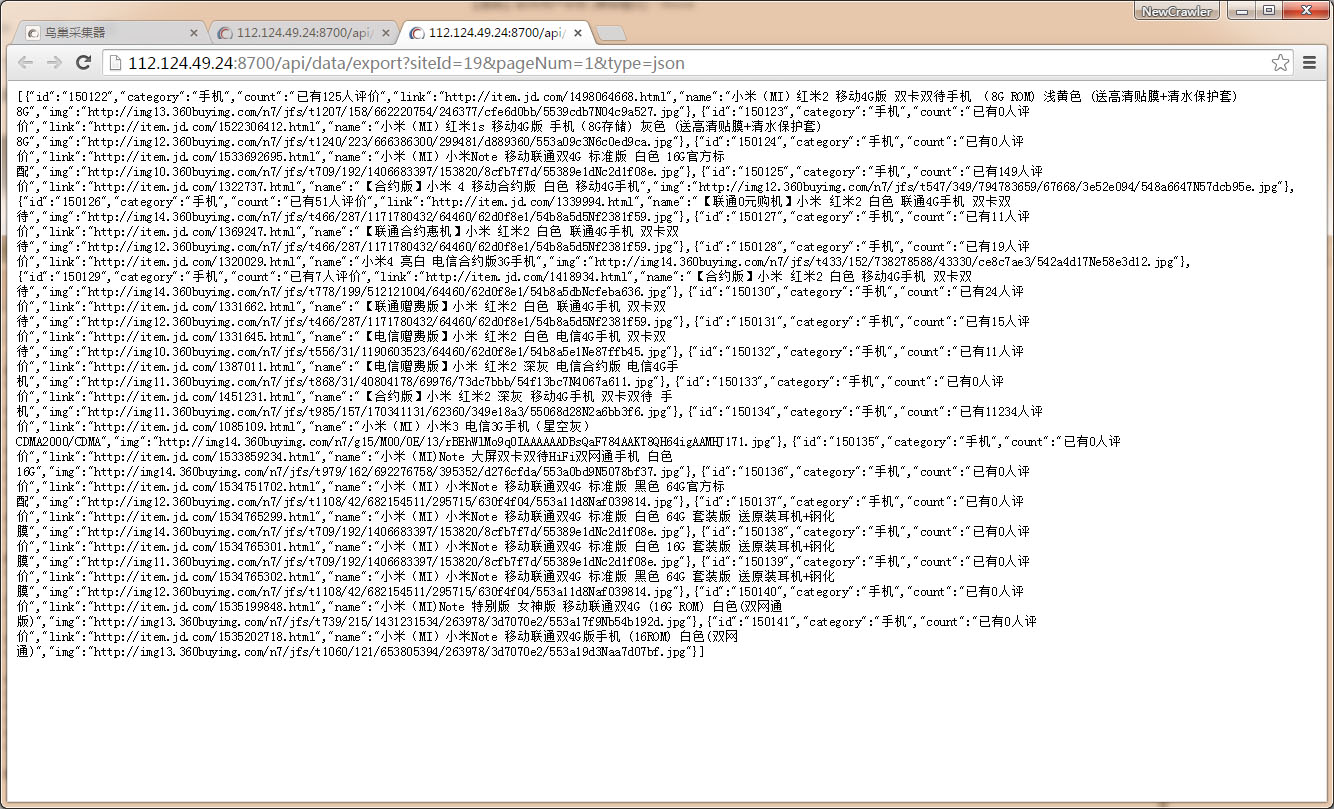 NewCrawler
鸟巢采集器
112.124.49.24:8700/api/
112.124.49.24:8700/api/
112.124.49.24:8700/api/data/export?siteId=19&pageNum=1&type=json
[{"id":"150122","category":"手机","count":"已有125人评价","link":"http://item.jd.com/1498064668.html","name":"小米（MI）红米2 移动4G版 双卡双待手机 （8G ROM）浅黄色 (送高清贴膜+清水保护套)
8G","img":"http://img13.360buyimg.com/n7/jfs/t1207/158/662220754/246377/cfe6d0bb/5539cdb7N04c9a527.jpg"},{"id":"150123","category":"手机","count":"已有0人评
价","link":"http://item.jd.com/1522306412.html","name":"小米（MI）红米1s 移动4G版 手机（8G存储）灰色 (送高清贴膜+清水保护套)
8G","img":"http://img12.360buyimg.com/n7/jfs/t1240/223/666386300/299481/d889360/553a09c3N6c0ed9ca.jpg"},{"id":"150124","category":"手机","count":"已有0人评
价","link":"http://item.jd.com/1533692695.html","name":"小米（MI）小米Note 移动联通双4G 标准版 白色 16G官方标
配","img":"http://img10.360buyimg.com/n7/jfs/t709/192/1406683397/153820/8cfb7f7d/55389e1dNc2d1f08e.jpg"},{"id":"150125","category":"手机","count":"已有149人评
价","link":"http://item.jd.com/1322737.html","name":"【合约版】小米 4 移动合约版 白色 移动4G手机","img":"http://img12.360buyimg.com/n7/jfs/t547/349/794783659/67668/3e52e094/548a6647N57dcb95e.jpg"},
{"id":"150126","category":"手机","count":"已有51人评价","link":"http://item.jd.com/1339994.html","name":"【联通0元购机】小米 红米2 白色 联通4G手机 双卡双
待","img":"http://img14.360buyimg.com/n7/jfs/t466/287/1171780432/64460/62d0f8e1/54b8a5d5Nf2381f59.jpg"},{"id":"150127","category":"手机","count":"已有11人评
价","link":"http://item.jd.com/1369247.html","name":"【联通合约惠机】小米 红米2 白色 联通4G手机 双卡双
待","img":"http://img12.360buyimg.com/n7/jfs/t466/287/1171780432/64460/62d0f8e1/54b8a5d5Nf2381f59.jpg"},{"id":"150128","category":"手机","count":"已有19人评
价","link":"http://item.jd.com/1320029.html","name":"小米4 亮白 电信合约版3G手机","img":"http://img14.360buyimg.com/n7/jfs/t433/152/738278588/43330/ce8c7ae3/542a4d17Ne58e3d12.jpg"},
{"id":"150129","category":"手机","count":"已有7人评价","link":"http://item.jd.com/1418934.html","name":"【合约版】小米 红米2 白色 移动4G手机 双卡双
待","img":"http://img14.360buyimg.com/n7/jfs/t778/199/512121004/64460/62d0f8e1/54b8a5dbNcfeba636.jpg"},{"id":"150130","category":"手机","count":"已有24人评
价","link":"http://item.jd.com/1331662.html","name":"【联通赠费版】小米 红米2 白色 联通4G手机 双卡双
待","img":"http://img12.360buyimg.com/n7/jfs/t466/287/1171780432/64460/62d0f8e1/54b8a5d5Nf2381f59.jpg"},{"id":"150131","category":"手机","count":"已有15人评
价","link":"http://item.jd.com/1331645.html","name":"【电信赠费版】小米 红米2 白色 电信4G手机 双卡双
待","img":"http://img10.360buyimg.com/n7/jfs/t556/31/1190603523/64460/62d0f8e1/54b8a5e1Ne87ffb45.jpg"},{"id":"150132","category":"手机","count":"已有11人评
价","link":"http://item.jd.com/1387011.html","name":"【电信赠费版】小米 红米2 深灰 电信合约版 电信4G手
机","img":"http://img11.360buyimg.com/n7/jfs/t868/31/40804178/69976/73dc7bbb/54f13bc7N4067a611.jpg"},{"id":"150133","category":"手机","count":"已有0人评
价","link":"http://item.jd.com/1451231.html","name":"【合约版】小米 红米2 深灰 移动4G手机 双卡双待 手
机","img":"http://img11.360buyimg.com/n7/jfs/t985/157/170341131/62360/349e18a3/55068d28N2a6bb3f6.jpg"},{"id":"150134","category":"手机","count":"已有11234人评
价","link":"http://item.jd.com/1085109.html","name":"小米（MI）小米3 电信3G手机（星空灰）
CDMA2000/CDMA","img":"http://img14.360buyimg.com/n7/g15/M00/0E/13/rBEhWlMo9q0IAAAAAADBsQaF784AAKT8QH64igAAMHJ171.jpg"},{"id":"150135","category":"手机","count":"已有0人评
价","link":"http://item.jd.com/1533859234.html","name":"小米（MI)Note 大屏双卡双待HiFi双网通手机 白色
16G","img":"http://img14.360buyimg.com/n7/jfs/t979/162/692276758/395352/d276cfda/553a0bd9N5078bf37.jpg"},{"id":"150136","category":"手机","count":"已有0人评
价","link":"http://item.jd.com/1534751702.html","name":"小米（MI）小米Note 移动联通双4G 标准版 黑色 64G官方标
配","img":"http://img12.360buyimg.com/n7/jfs/t1108/42/682154511/295715/630f4f04/553a11d8Naf039814.jpg"},{"id":"150137","category":"手机","count":"已有0人评
价","link":"http://item.jd.com/1534765299.html","name":"小米（MI）小米Note 移动联通双4G 标准版 白色 64G 套装版 送原装耳机+钢化
膜","img":"http://img14.360buyimg.com/n7/jfs/t709/192/1406683397/153820/8cfb7f7d/55389e1dNc2d1f08e.jpg"},{"id":"150138","category":"手机","count":"已有0人评
价","link":"http://item.jd.com/1534765301.html","name":"小米（MI）小米Note 移动联通双4G 标准版 白色 16G 套装版 送原装耳机+钢化
膜","img":"http://img11.360buyimg.com/n7/jfs/t709/192/1406683397/153820/8cfb7f7d/55389e1dNc2d1f08e.jpg"},{"id":"150139","category":"手机","count":"已有0人评
价","link":"http://item.jd.com/1534765302.html","name":"小米（MI）小米Note 移动联通双4G 标准版 黑色 64G 套装版 送原装耳机+钢化
膜","img":"http://img12.360buyimg.com/n7/jfs/t1108/42/682154511/295715/630f4f04/553a11d8Naf039814.jpg"},{"id":"150140","category":"手机","count":"已有0人评
价","link":"http://item.jd.com/1535199848.html","name":"小米（MI)Note 特别版 女神版 移动联通双4G (16G ROM) 白色(双网通
版)","img":"http://img13.360buyimg.com/n7/jfs/t739/215/1431231534/263978/3d7070e2/553a17f9Nb54b192d.jpg"},{"id":"150141","category":"手机","count":"已有0人评
价","link":"http://item.jd.com/1535202718.html","name":"小米（MI）小米Note 移动联通双4G版手机 (16ROM) 白色(双网
通)","img":"http://img13.360buyimg.com/n7/jfs/t1060/121/653805394/263978/3d7070e2/553a19d3Naa7d07bf.jpg"}]